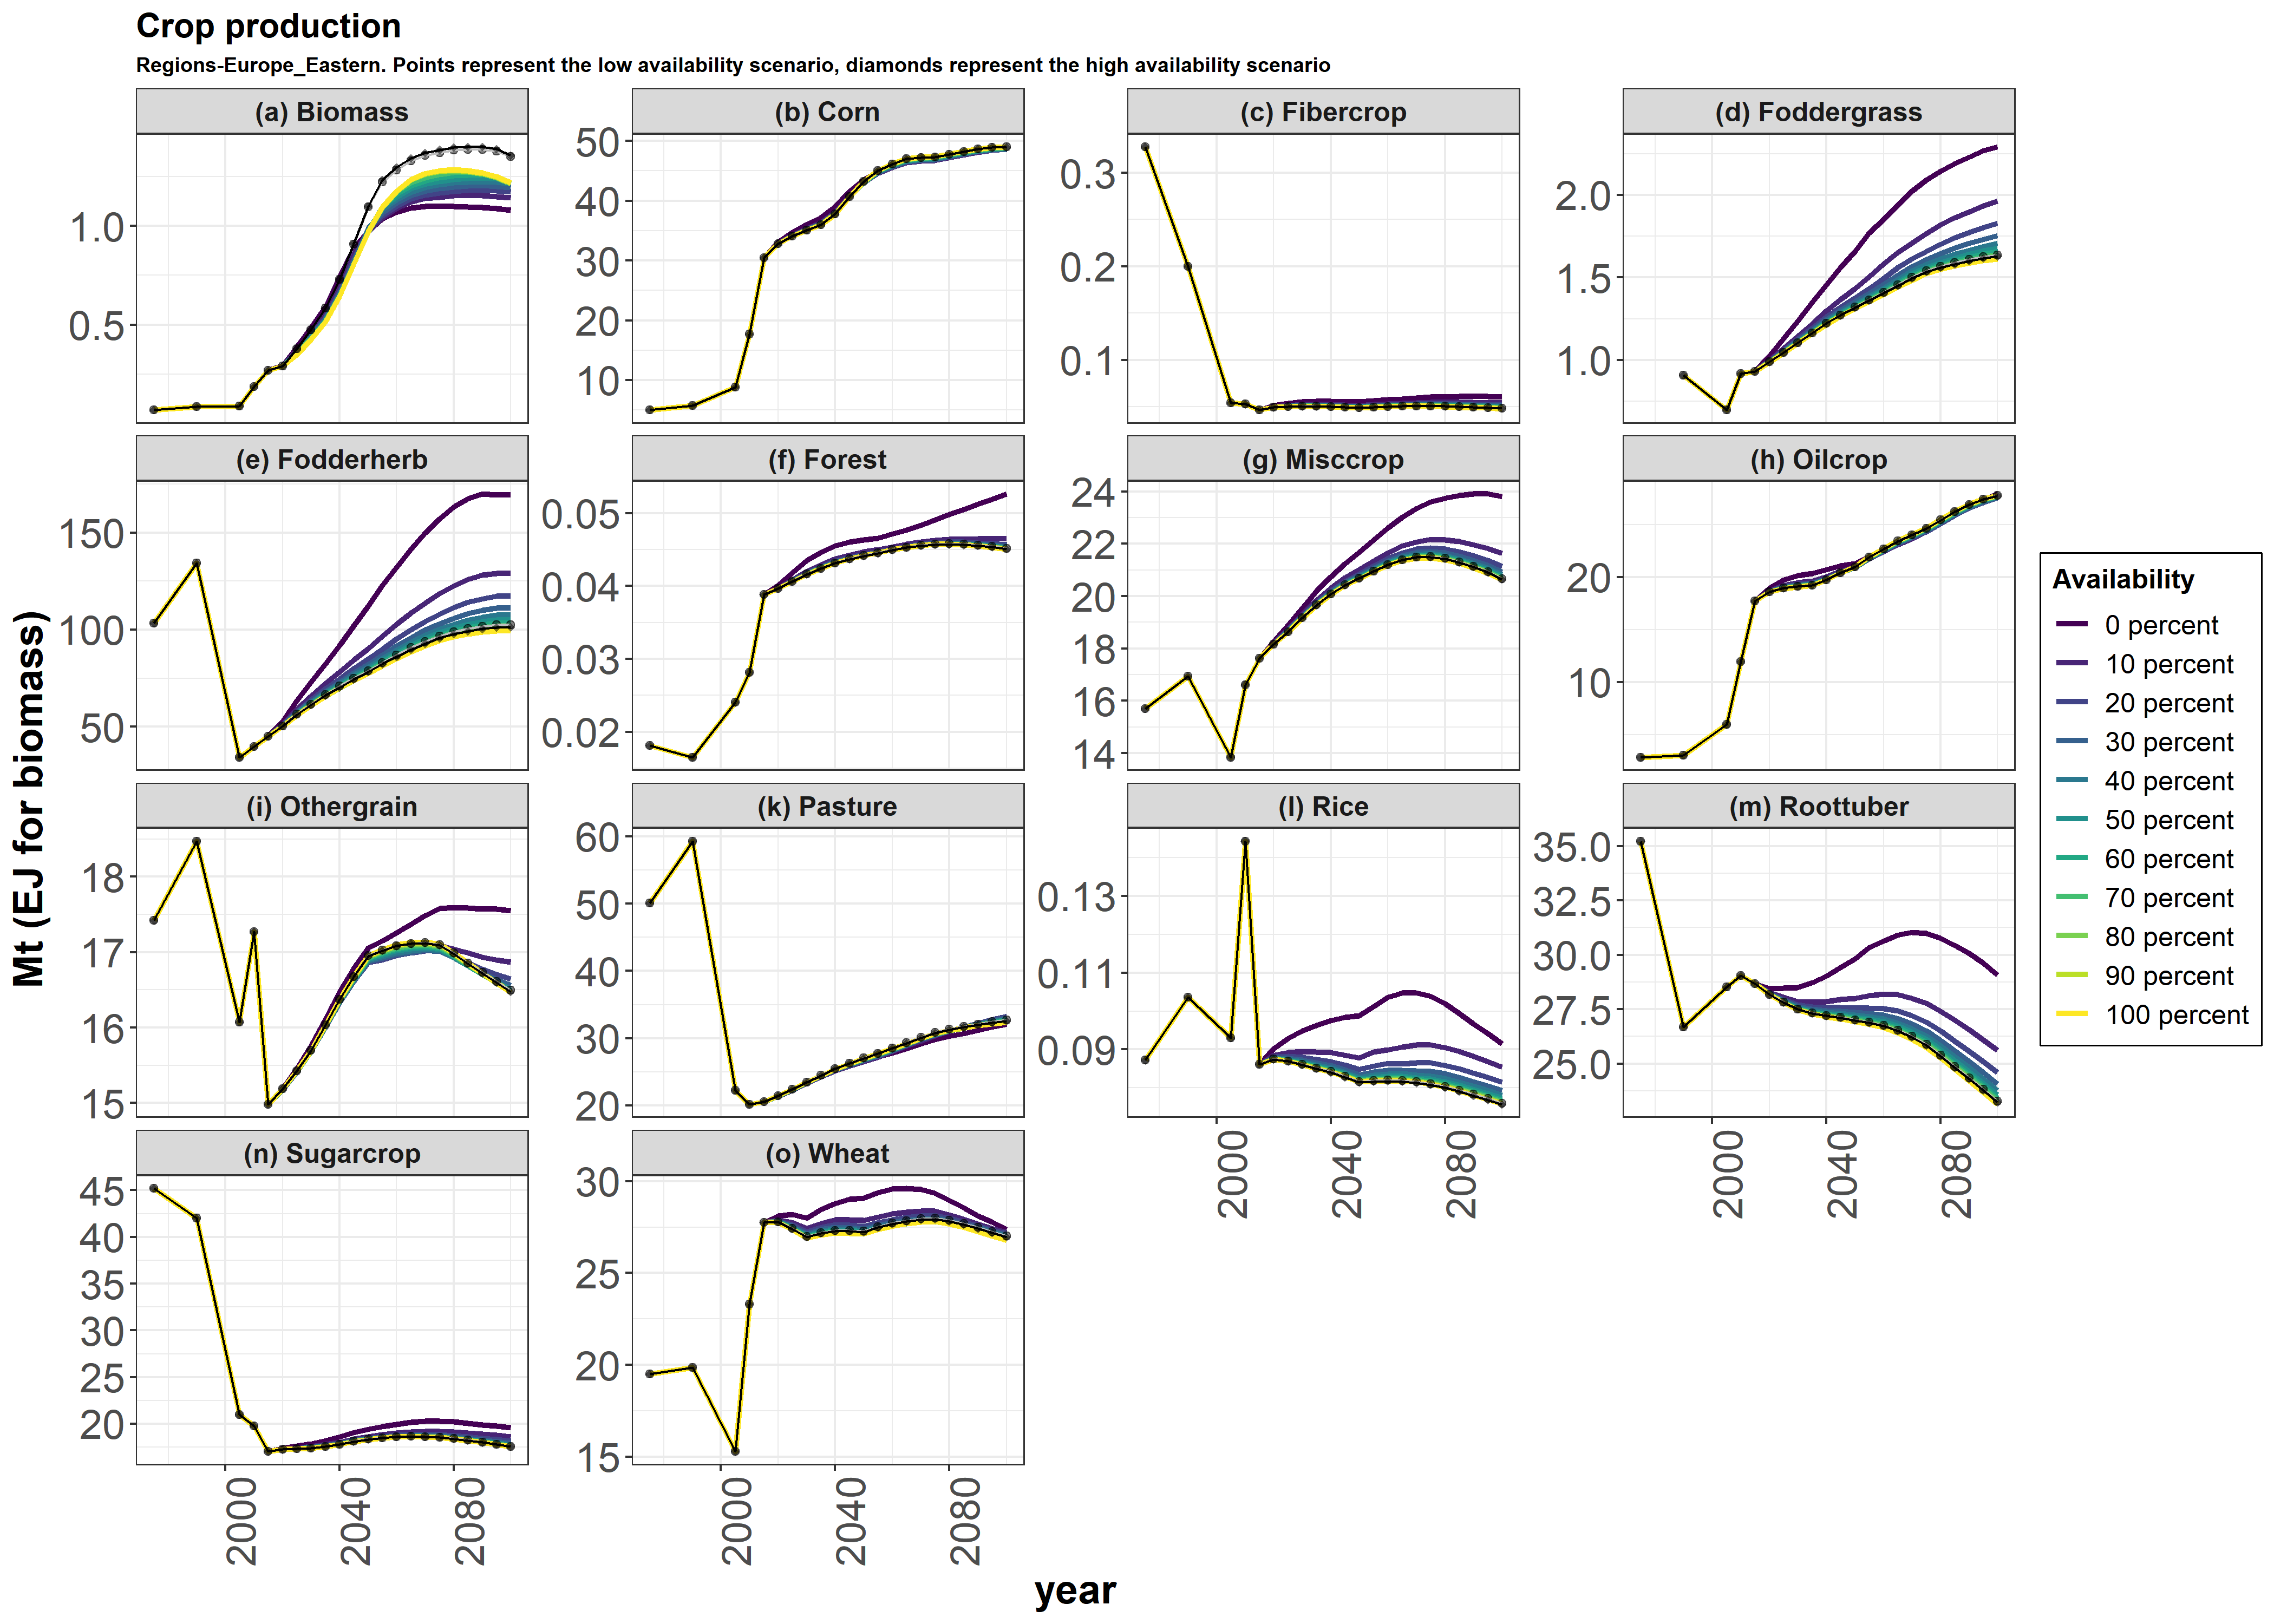 Crop production
Regions-Europe_Eastern. Points represent the low availability scenario, diamonds represent the high availability scenario
(a) Biomass
1.0
0.5
(b) Corn
50
40
30
20
10
(c) Fibercrop
0.3
0.2
0.1
(d) Foddergrass
2.0
1.5
1.0
(e) Fodderherb
150
100
50
(f) Forest
0.05
0.04
0.03
0.02
(g) Misccrop
24
22
20
18
16
14
(h) Oilcrop
20
10
(i) Othergrain
18
17
16
15
(k) Pasture
60
50
40
30
20
(l) Rice
0.13
0.11
0.09
2000
2040
2080
(m) Roottuber
35.0
32.5
30.0
27.5
25.0
2000
2040
2080
(n) Sugarcrop
45
40
35
30
25
20
2000
2040
2080
(o) Wheat
30
25
20
15
2000
2040
2080
Mt (EJ for biomass)
year
Availability
0 percent
10 percent
20 percent
30 percent
40 percent
50 percent
60 percent
70 percent
80 percent
90 percent
100 percent